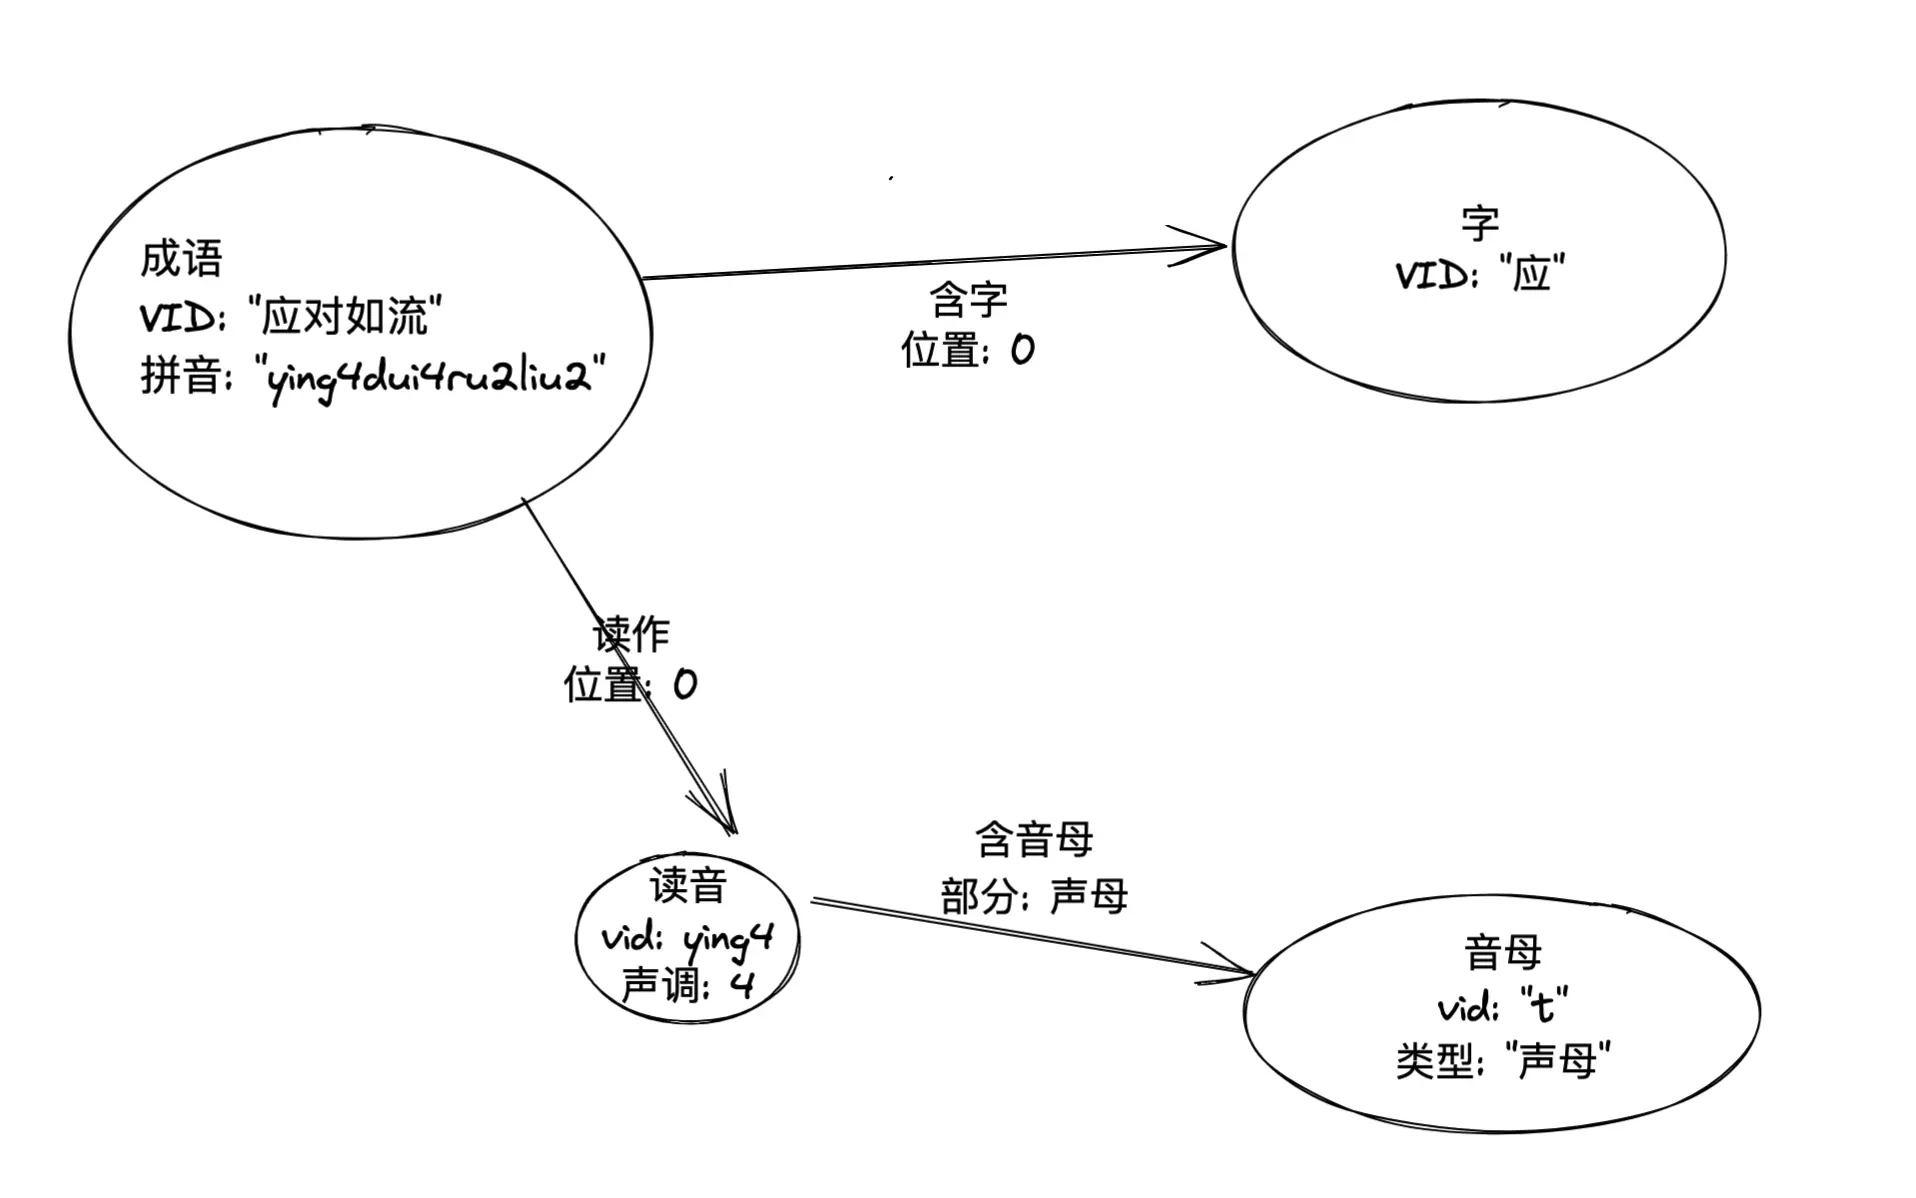 成语
VID: "应对如流"
拼音: "ying4dui4ru2liu2"
含字
位置: 0
字
VID: "应"
读作
位置: 0
读音
vid: ying4
声调: 4
含音母
部分: 声母
音母
vid: "t"
类型: "声母"